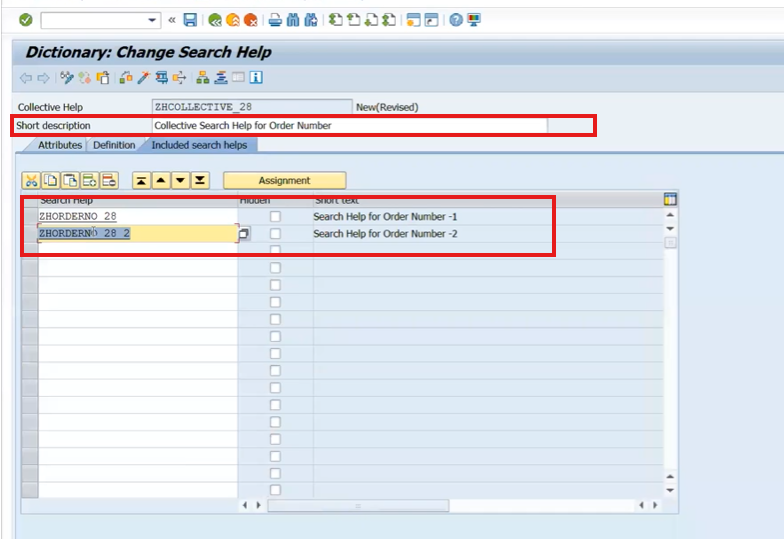 Dictionary: Change Search Help
Collective Help ZHCOLLECTIVE_28 New(Revised)
Short description Collective Search Help for Order Number
Attributes Definition Included search helps
Assignment
Search Help Hidden Short text
ZHORDERNO_28 Search Help for Order Number -1
ZHORDERNO_28_2 Search Help for Order Number -2